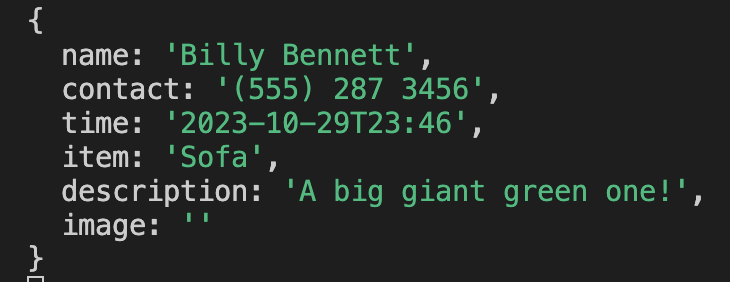 {
name: 'Billy Bennett',
contact: '(555) 287 3456',
time: '2023-10-29T23:46',
item: 'Sofa',
description: 'A big giant green one!',
image: ''
}